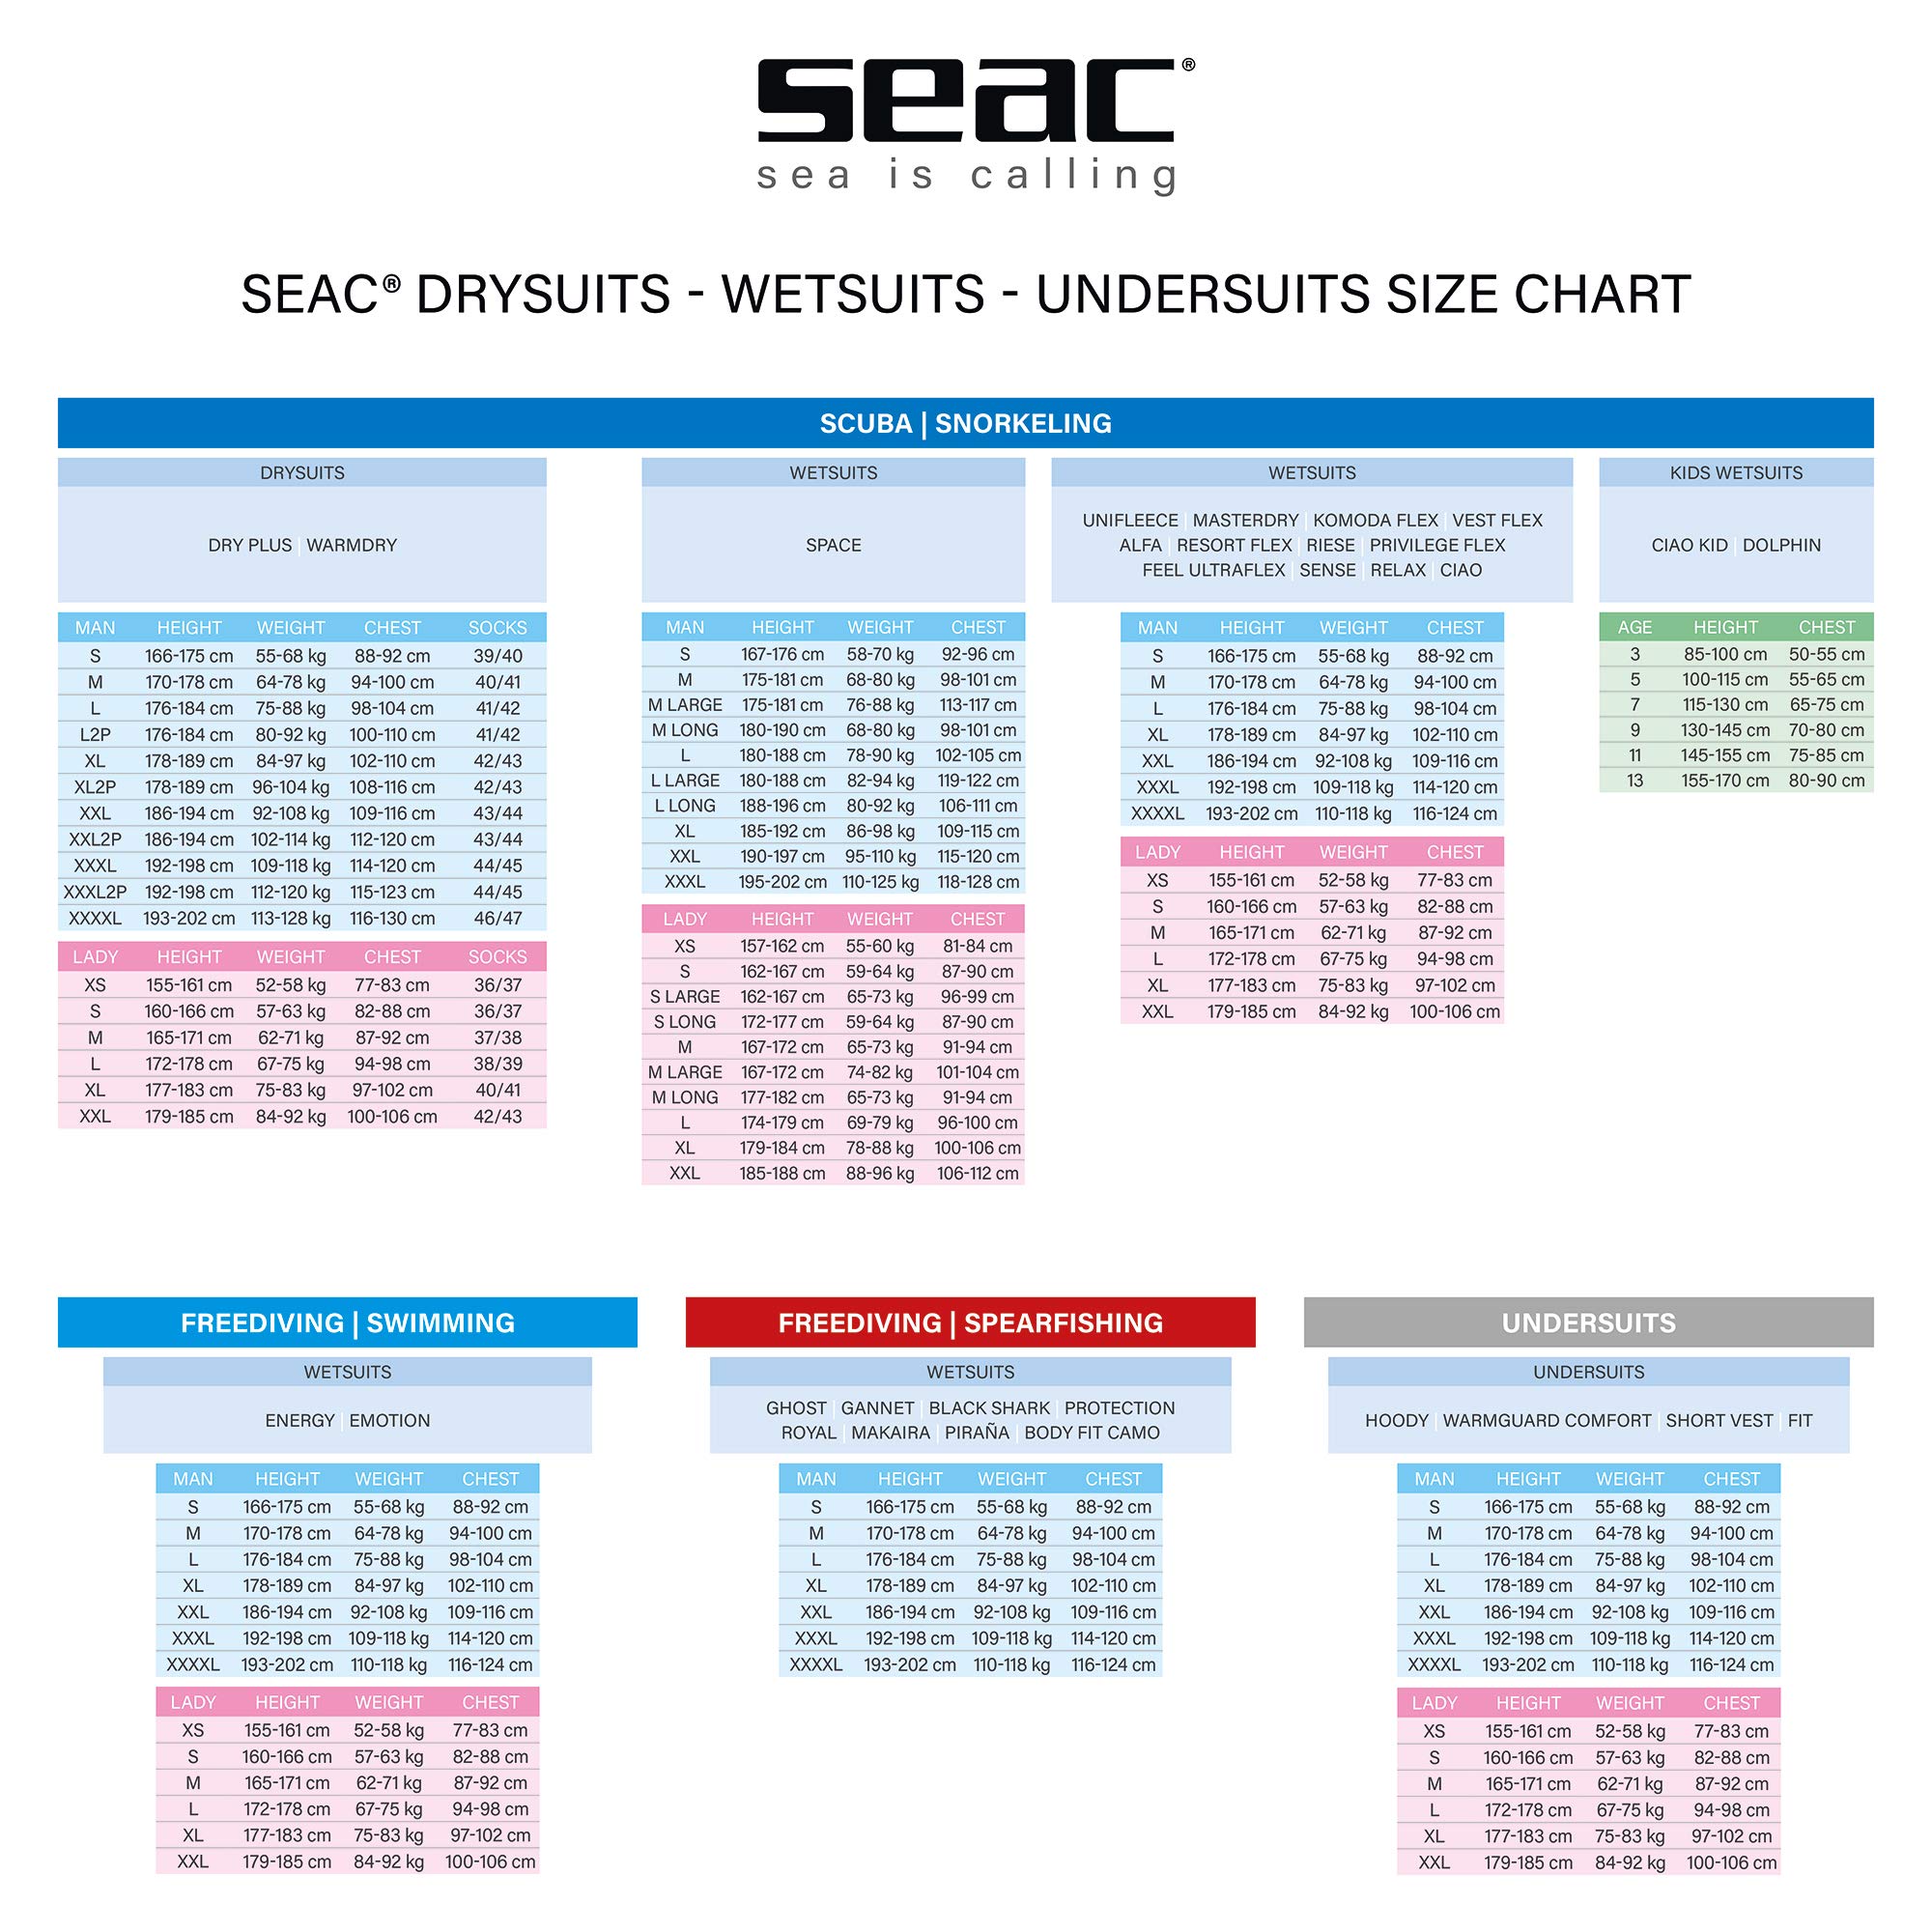 seac®
sea is calling
SEAC® DRYSUITS - WETSUITS - UNDERSUITS SIZE CHART
SCUBA | SNORKELING
DRYSUITS
DRY PLUS | WARMDRY
MAN HEIGHT WEIGHT CHEST SOCKS
S 166-175 cm 55-68 kg 88-92 cm 39/40
M 170-178 cm 64-78 kg 94-100 cm 40/41
L 176-184 cm 75-88 kg 98-104 cm 41/42
L2P 176-184 cm 80-92 kg 100-110 cm 41/42
XL 178-189 cm 84-97 kg 102-110 cm 42/43
XL2P 178-189 cm 96-104 kg 108-116 cm 42/43
XXL 186-194 cm 92-108 kg 109-116 cm 43/44
XXL2P 186-194 cm 102-114 kg 112-120 cm 43/44
XXXL 192-198 cm 109-118 kg 114-120 cm 44/45
XXXL2P 192-198 cm 112-120 kg 115-123 cm 44/45
XXXXL 193-202 cm 113-128 kg 116-130 cm 46/47
LADY HEIGHT WEIGHT CHEST SOCKS
XS 155-161 cm 52-58 kg 77-83 cm 36/37
S 160-166 cm 57-63 kg 82-88 cm 36/37
M 165-171 cm 62-71 kg 87-92 cm 37/38
L 172-178 cm 67-75 kg 94-98 cm 38/39
XL 177-183 cm 75-83 kg 97-102 cm 40/41
XXL 179-185 cm 84-92 kg 100-106 cm 42/43
WETSUITS
SPACE
MAN HEIGHT WEIGHT CHEST
S 167-176 cm 58-70 kg 92-96 cm
M 175-181 cm 68-80 kg 98-101 cm
M LARGE 175-181 cm 76-88 kg 113-117 cm
M LONG 180-190 cm 68-80 kg 98-101 cm
L 180-188 cm 78-90 kg 102-105 cm
L LARGE 180-188 cm 82-94 kg 119-122 cm
L LONG 188-196 cm 80-92 kg 106-111 cm
XL 185-192 cm 86-98 kg 109-115 cm
XXL 190-197 cm 95-110 kg 115-120 cm
XXXL 195-202 cm 110-125 kg 118-128 cm
LADY HEIGHT WEIGHT CHEST
XS 157-162 cm 55-60 kg 81-84 cm
S 162-167 cm 59-64 kg 87-90 cm
S LARGE 162-167 cm 65-73 kg 96-99 cm
S LONG 172-177 cm 59-64 kg 87-90 cm
M 167-172 cm 65-73 kg 91-94 cm
M LARGE 167-172 cm 74-82 kg 101-104 cm
M LONG 177-182 cm 65-73 kg 91-94 cm
L 174-179 cm 69-79 kg 96-100 cm
XL 179-184 cm 78-88 kg 100-106 cm
XXL 185-188 cm 88-96 kg 106-112 cm
WETSUITS
UNIFLEECE | MASTERDRY | KOMODA FLEX | VEST FLEX
ALFA | RESORT FLEX | RIESE | PRIVILEGE FLEX
FEEL ULTRAFLEX | SENSE | RELAX | CIAO
MAN HEIGHT WEIGHT CHEST
S 166-175 cm 55-68 kg 88-92 cm
M 170-178 cm 64-78 kg 94-100 cm
L 176-184 cm 75-88 kg 98-104 cm
XL 178-189 cm 84-97 kg 102-110 cm
XXL 186-194 cm 92-108 kg 109-116 cm
XXXL 192-198 cm 109-118 kg 114-120 cm
XXXXL 193-202 cm 110-118 kg 116-124 cm
LADY HEIGHT WEIGHT CHEST
XS 155-161 cm 52-58 kg 77-83 cm
S 160-166 cm 57-63 kg 82-88 cm
M 165-171 cm 62-71 kg 87-92 cm
L 172-178 cm 67-75 kg 94-98 cm
XL 177-183 cm 75-83 kg 97-102 cm
XXL 179-185 cm 84-92 kg 100-106 cm
KIDS WETSUITS
CIAO KID | DOLPHIN
AGE HEIGHT CHEST
3 85-100 cm 50-55 cm
5 100-115 cm 55-65 cm
7 115-130 cm 65-75 cm
9 130-145 cm 70-80 cm
11 145-155 cm 75-85 cm
13 155-170 cm 80-90 cm
FREEDIVING | SWIMMING
WETSUITS
ENERGY | EMOTION
MAN HEIGHT WEIGHT CHEST
S 166-175 cm 55-68 kg 88-92 cm
M 170-178 cm 64-78 kg 94-100 cm
L 176-184 cm 75-88 kg 98-104 cm
XL 178-189 cm 84-97 kg 102-110 cm
XXL 186-194 cm 92-108 kg 109-116 cm
XXXL 192-198 cm 109-118 kg 114-120 cm
XXXXL 193-202 cm 110-118 kg 116-124 cm
LADY HEIGHT WEIGHT CHEST
XS 155-161 cm 52-58 kg 77-83 cm
S 160-166 cm 57-63 kg 82-88 cm
M 165-171 cm 62-71 kg 87-92 cm
L 172-178 cm 67-75 kg 94-98 cm
XL 177-183 cm 75-83 kg 97-102 cm
XXL 179-185 cm 84-92 kg 100-106 cm
FREEDIVING | SPEARFISHING
WETSUITS
GHOST | GANNET | BLACK SHARK | PROTECTION
ROYAL | MAKAIRA | PIRAÑA | BODY FIT CAMO
MAN HEIGHT WEIGHT CHEST
S 166-175 cm 55-68 kg 88-92 cm
M 170-178 cm 64-78 kg 94-100 cm
L 176-184 cm 75-88 kg 98-104 cm
XL 178-189 cm 84-97 kg 102-110 cm
XXL 186-194 cm 92-108 kg 109-116 cm
XXXL 192-198 cm 109-118 kg 114-120 cm
XXXXL 193-202 cm 110-118 kg 116-124 cm
UNDERSUITS
UNDERSUITS
HOODY | WARMGUARD COMFORT | SHORT VEST | FIT
MAN HEIGHT WEIGHT CHEST
S 166-175 cm 55-68 kg 88-92 cm
M 170-178 cm 64-78 kg 94-100 cm
L 176-184 cm 75-88 kg 98-104 cm
XL 178-189 cm 84-97 kg 102-110 cm
XXL 186-194 cm 92-108 kg 109-116 cm
XXXL 192-198 cm 109-118 kg 114-120 cm
XXXXL 193-202 cm 110-118 kg 116-124 cm
LADY HEIGHT WEIGHT CHEST
XS 155-161 cm 52-58 kg 77-83 cm
S 160-166 cm 57-63 kg 82-88 cm
M 165-171 cm 62-71 kg 87-92 cm
L 172-178 cm 67-75 kg 94-98 cm
XL 177-183 cm 75-83 kg 97-102 cm
XXL 179-185 cm 84-92 kg 100-106 cm